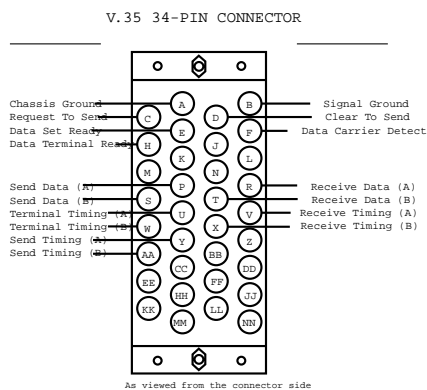 V.35 34-PIN CONNECTOR
Chassis Ground A B Signal Ground
Request To Send C D Clear To Send
Data Set Ready E F Data Carrier Detect
Data Terminal Ready H J
K L
M N
Send Data (A) P R Receive Data (A)
Send Data (B) S T Receive Data (B)
Terminal Timing (A) U V Receive Timing (A)
Terminal Timing (B) W X Receive Timing (B)
Send Timing (A) Y Z
Send Timing (B) AA BB
CC DD
EE FF
HH JJ
KK LL
MM NN
As viewed from the connector side